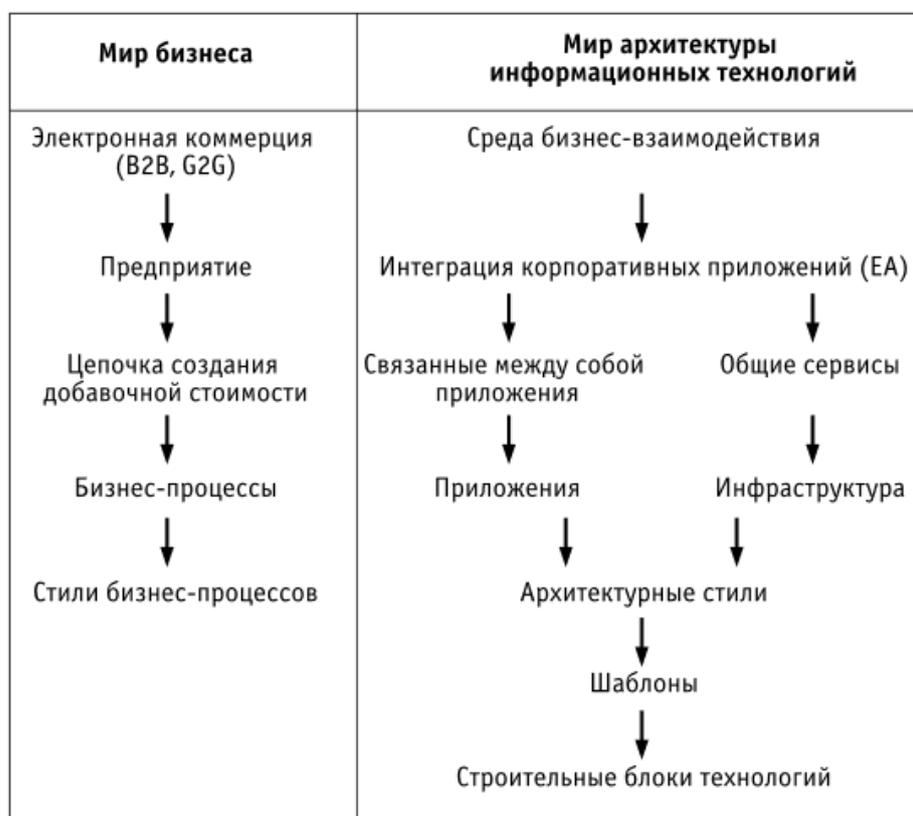 Мир бизнеса
Мир архитектуры
информационных технологий
Электронная коммерция
(B2B, G2G)
Среда бизнес-взаимодействия
Предприятие
Интеграция корпоративных приложений (EA)
Цепочка создания
добавочной стоимости
Связанные между собой
приложения
Общие сервисы
Бизнес-процессы
Приложения
Инфраструктура
Стили бизнес-процессов
Архитектурные стили
Шаблоны
Строительные блоки технологий